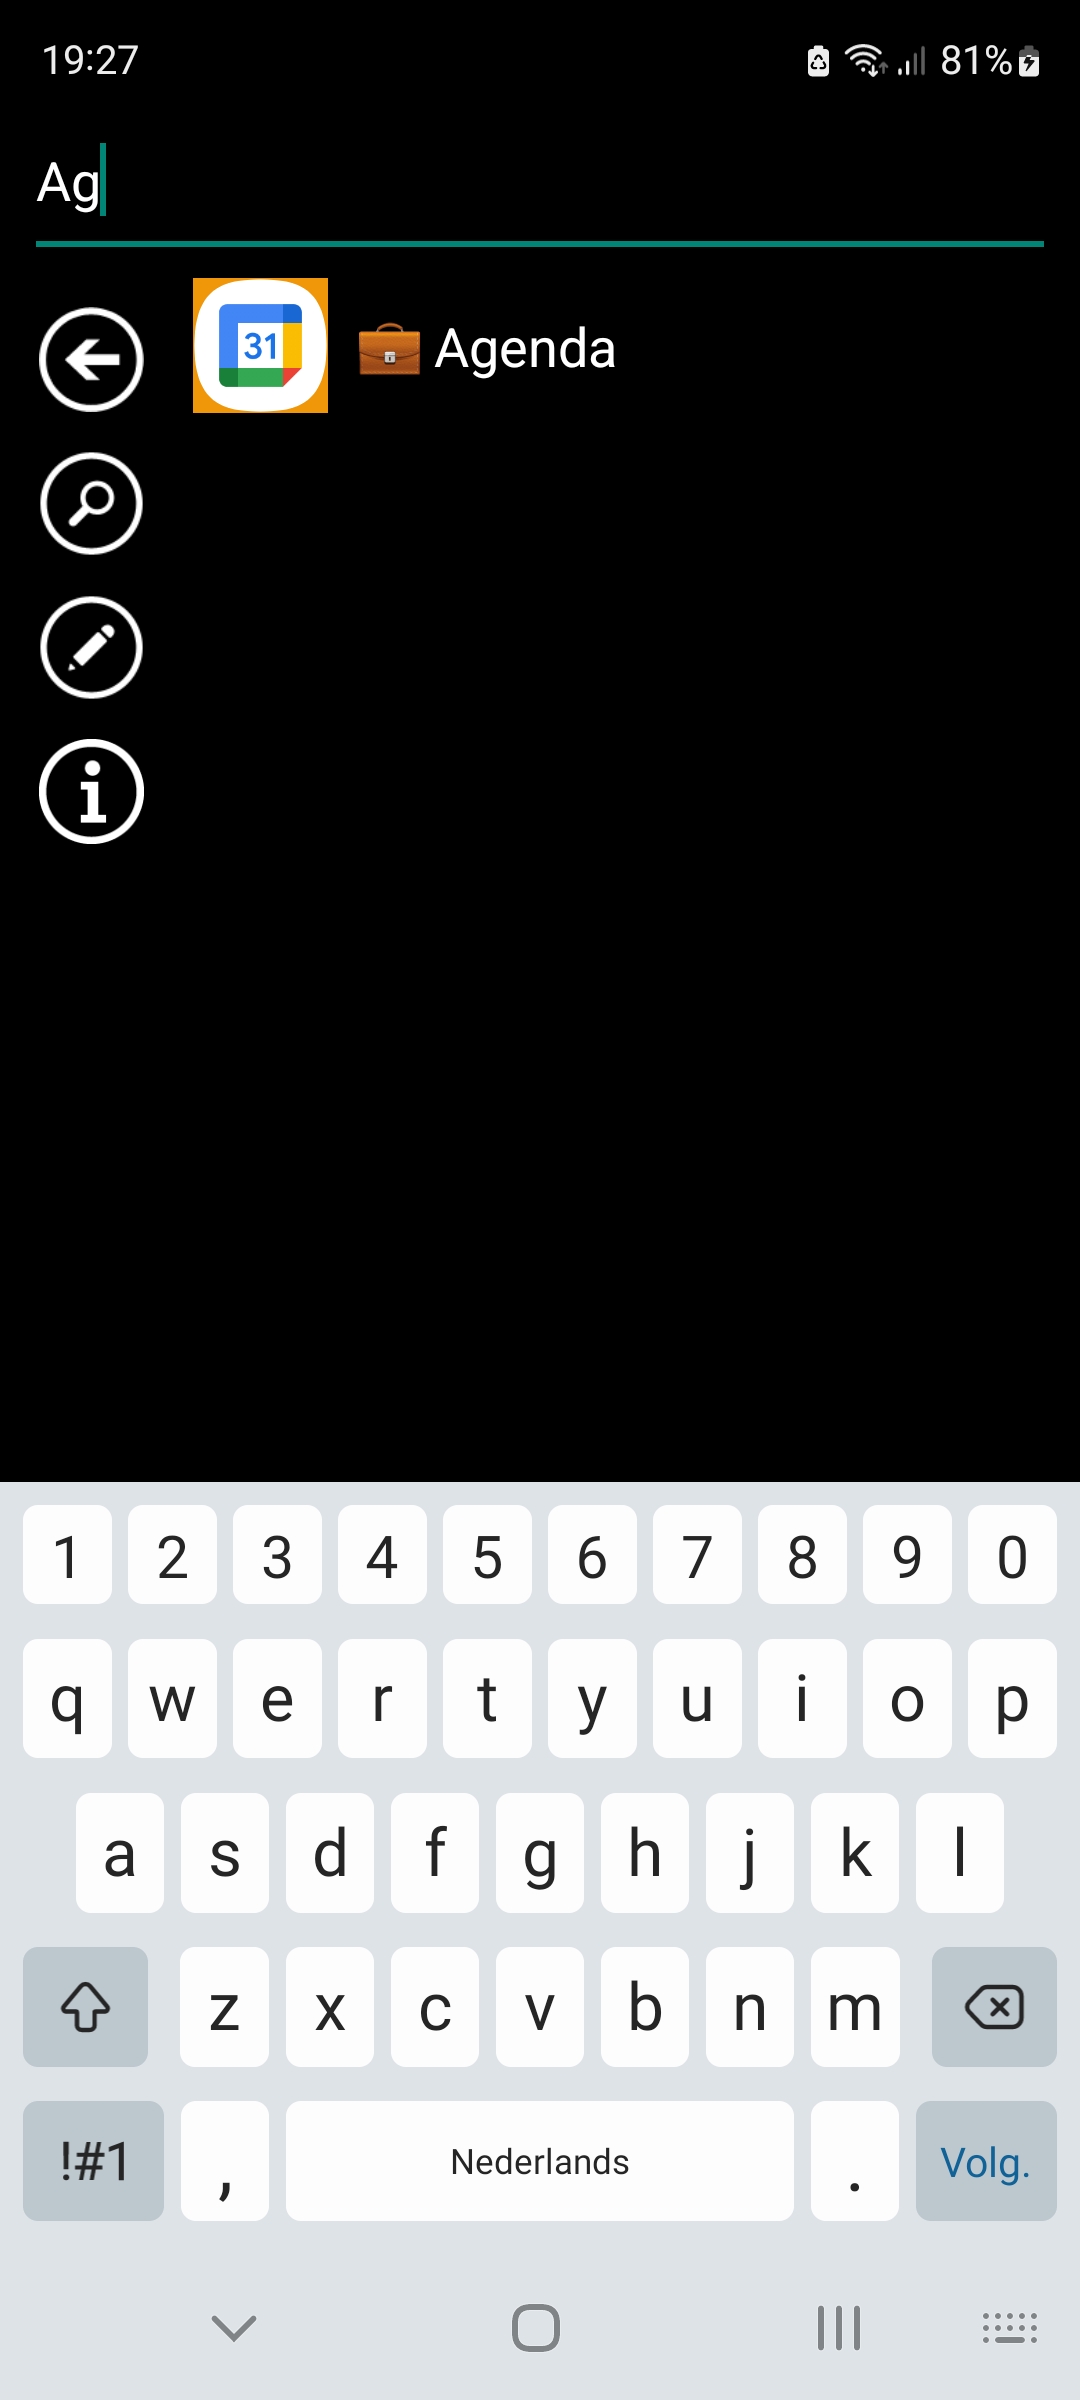 19:27 81%
Ag
31 💼 Agenda
1 2 3 4 5 6 7 8 9 0
q w e r t y u i o p
a s d f g h j k l
z x c v b n m
!#1 , Nederlands . Volg.